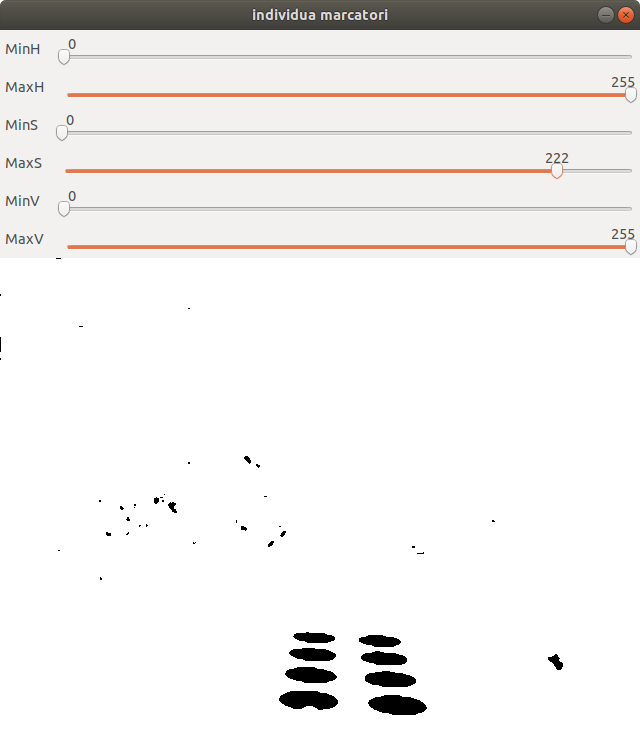 individua marcatori
MinH 0
MaxH 255
MinS 0
MaxS 222
MinV 0
MaxV 255